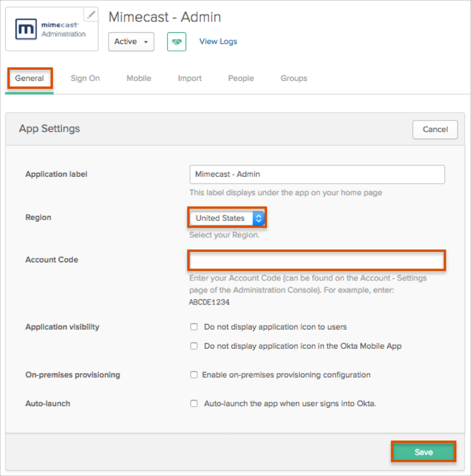 Mimecast - Admin
mimecast
Administration
Active
View Logs
General
Sign On
Mobile
Import
People
Groups
App Settings
Cancel
Application label
Mimecast - Admin
This label displays under the app on your home page
Region
United States
Select your Region.
Account Code
Enter your Account Code (can be found on the Account - Settings
page of the Administration Console). For example, enter:
ABCDE1234
Application visibility
Do not display application icon to users
Do not display application icon in the Okta Mobile App
On-premises provisioning
Enable on-premises provisioning configuration
Auto-launch
Auto-launch the app when user signs into Okta.
Save